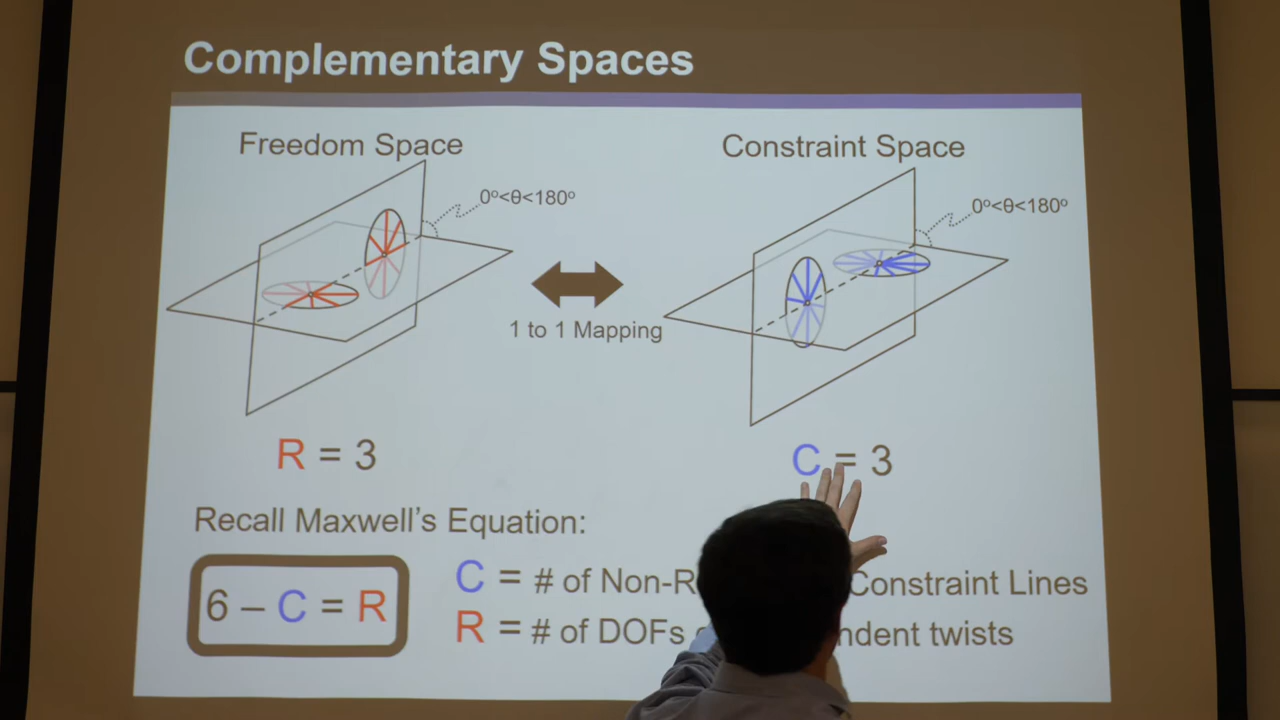 Complementary Spaces
Freedom Space
Constraint Space
0°<θ<180°
0°<θ<180°
1 to 1 Mapping
R = 3
C = 3
Recall Maxwell's Equation:
6 – C = R
C = # of Non-R Constraint Lines
R = # of DOFs ndent twists